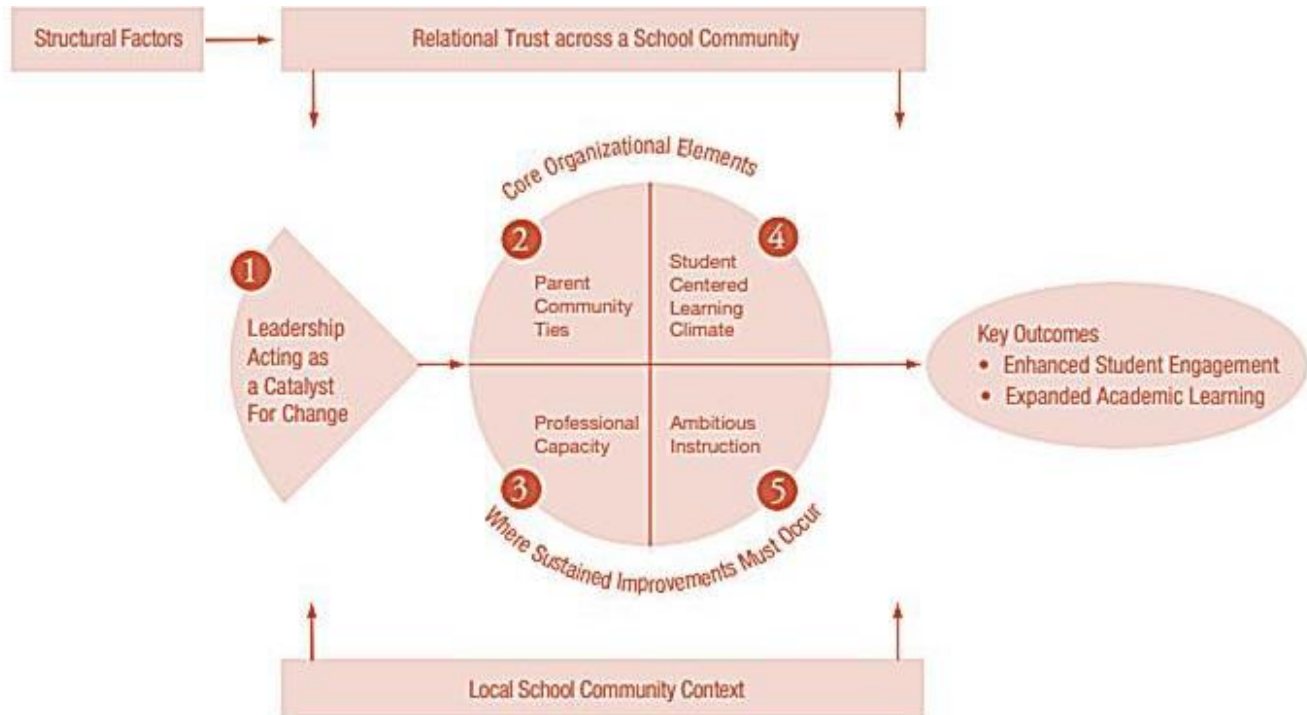 Structural Factors
Relational Trust across a School Community
Core Organizational Elements
1
Leadership
Acting as
a Catalyst
For Change
2
Parent
Community
Ties
4
Student
Centered
Learning
Climate
3
Professional
Capacity
5
Ambitious
Instruction
Where Sustained Improvements Must Occur
Key Outcomes
• Enhanced Student Engagement
• Expanded Academic Learning
Local School Community Context